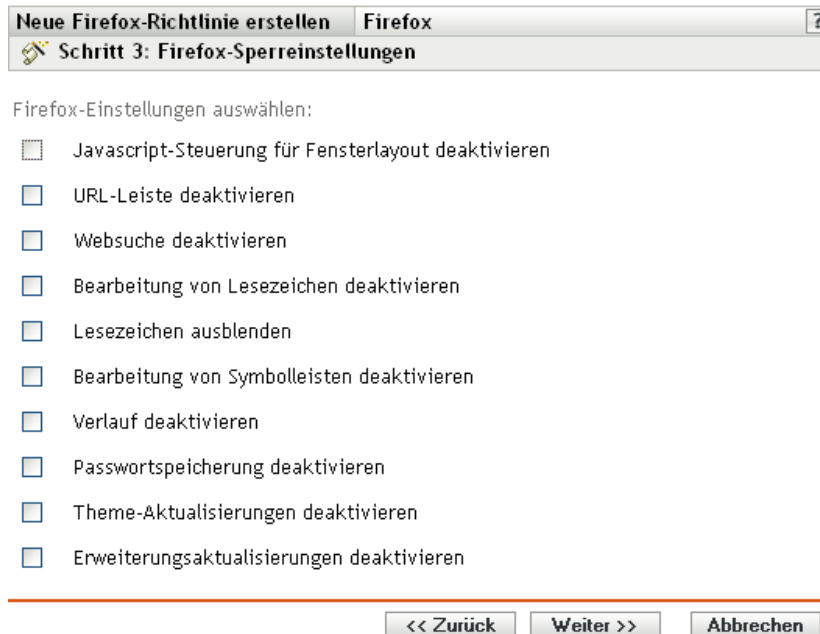 Neue Firefox-Richtlinie erstellen Firefox ?
Schritt 3: Firefox-Sperreinstellungen
Firefox-Einstellungen auswählen:
Javascript-Steuerung für Fensterlayout deaktivieren
URL-Leiste deaktivieren
Websuche deaktivieren
Bearbeitung von Lesezeichen deaktivieren
Lesezeichen ausblenden
Bearbeitung von Symbolleisten deaktivieren
Verlauf deaktivieren
Passwortspeicherung deaktivieren
Theme-Aktualisierungen deaktivieren
Erweiterungsaktualisierungen deaktivieren
<< Zurück Weiter >> Abbrechen